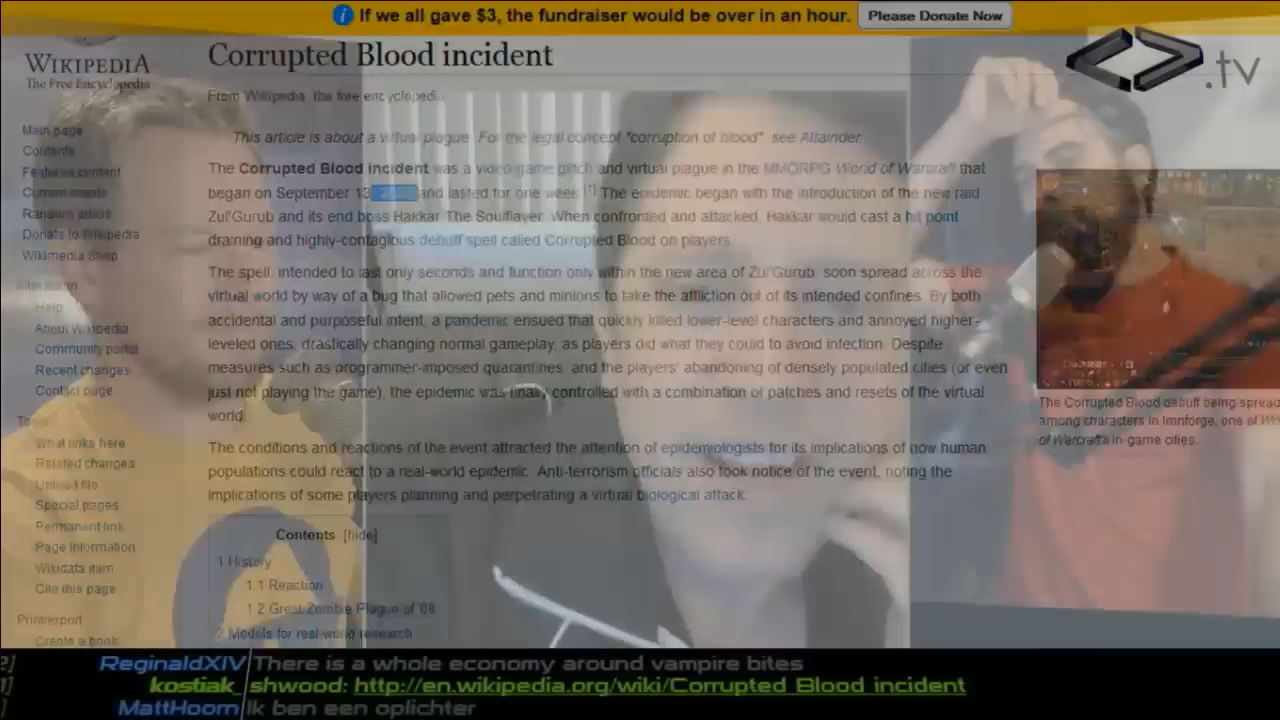 If we all gave $3, the fundraiser would be over in an hour. Please Donate Now
.tv
WIKIPEDIA
The Free Encyclopedia
Main page
Contents
Featured content
Current events
Random article
Donate to Wikipedia
Wikimedia Shop
Interaction
Help
About Wikipedia
Community portal
Recent changes
Contact page
Tools
What links here
Related changes
Upload file
Special pages
Permanent link
Page information
Wikidata item
Cite this page
Print/export
Create a book
Corrupted Blood incident
From Wikipedia, the free encyclopedia
This article is about a virtual plague. For the legal concept "corruption of blood", see Attainder.
The Corrupted Blood incident was a video game glitch and virtual plague in the MMORPG World of Warcraft that
began on September 13, and lasted for one week.[1] The epidemic began with the introduction of the new raid
Zul'Gurub and its end boss Hakkar The Soulflayer. When confronted and attacked, Hakkar would cast a hit point
draining and highly-contagious debuff spell called Corrupted Blood on players.
The spell, intended to last only seconds and function only within the new area of Zul'Gurub, soon spread across the
virtual world by way of a bug that allowed pets and minions to take the affliction out of its intended confines. By both
accidental and purposeful intent, a pandemic ensued that quickly killed lower-level characters and annoyed higher-
leveled ones, drastically changing normal gameplay, as players did what they could to avoid infection. Despite
measures such as programmer-imposed quarantines, and the players' abandoning of densely populated cities (or even
just not playing the game), the epidemic was finally controlled with a combination of patches and resets of the virtual
world.
The conditions and reactions of the event attracted the attention of epidemiologists for its implications of how human
populations could react to a real-world epidemic. Anti-terrorism officials also took notice of the event, noting the
implications of some players planning and perpetrating a virtual biological attack.
Contents [hide]
1 History
1.1 Reaction
1.2 Great Zombie Plague of '08
2 Models for real-world research
The Corrupted Blood debuff being spread
among characters in Ironforge, one of
of Warcraft's in-game cities.
ReginaldXIV There is a whole economy around vampire bites
kostiak_ shwood: http://en.wikipedia.org/wiki/Corrupted_Blood_incident
MattHoorn Ik ben een oplichter